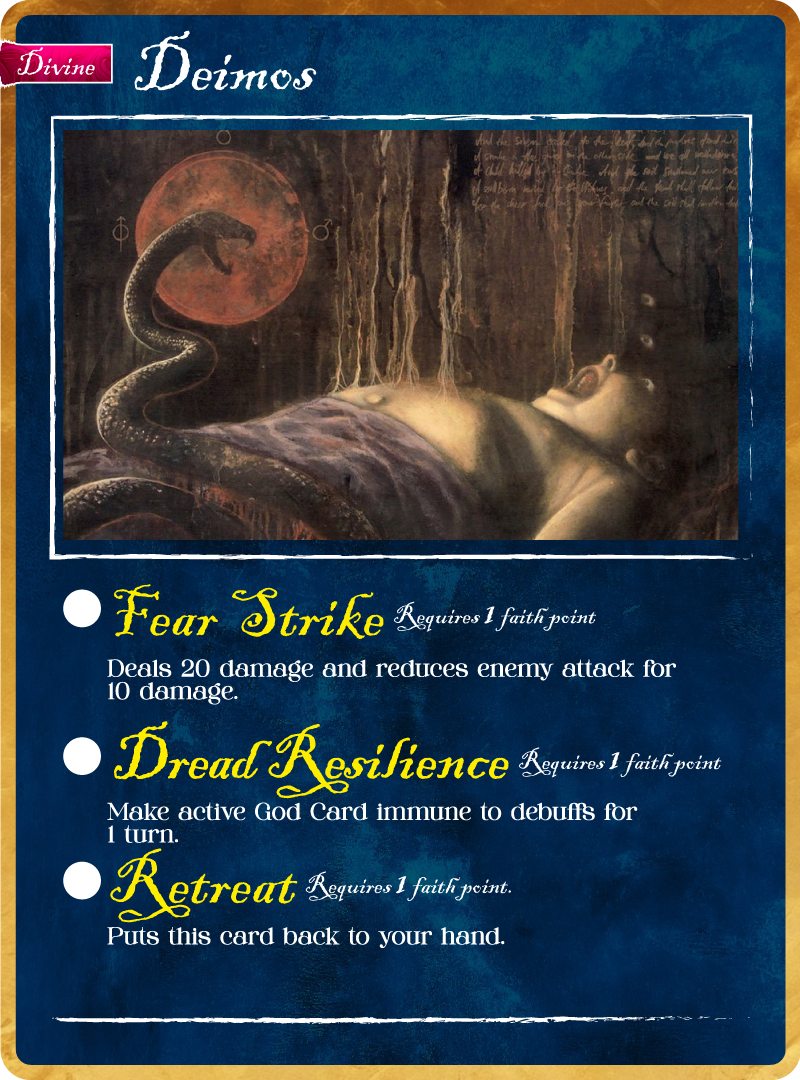 Divine
Deimos
Fear Strike Requires 1 faith point
Deals 20 damage and reduces enemy attack for
10 damage.
Dread Resilience Requires 1 faith point
Make active God Card immune to debuffs for
1 turn.
Retreat Requires 1 faith point.
Puts this card back to your hand.